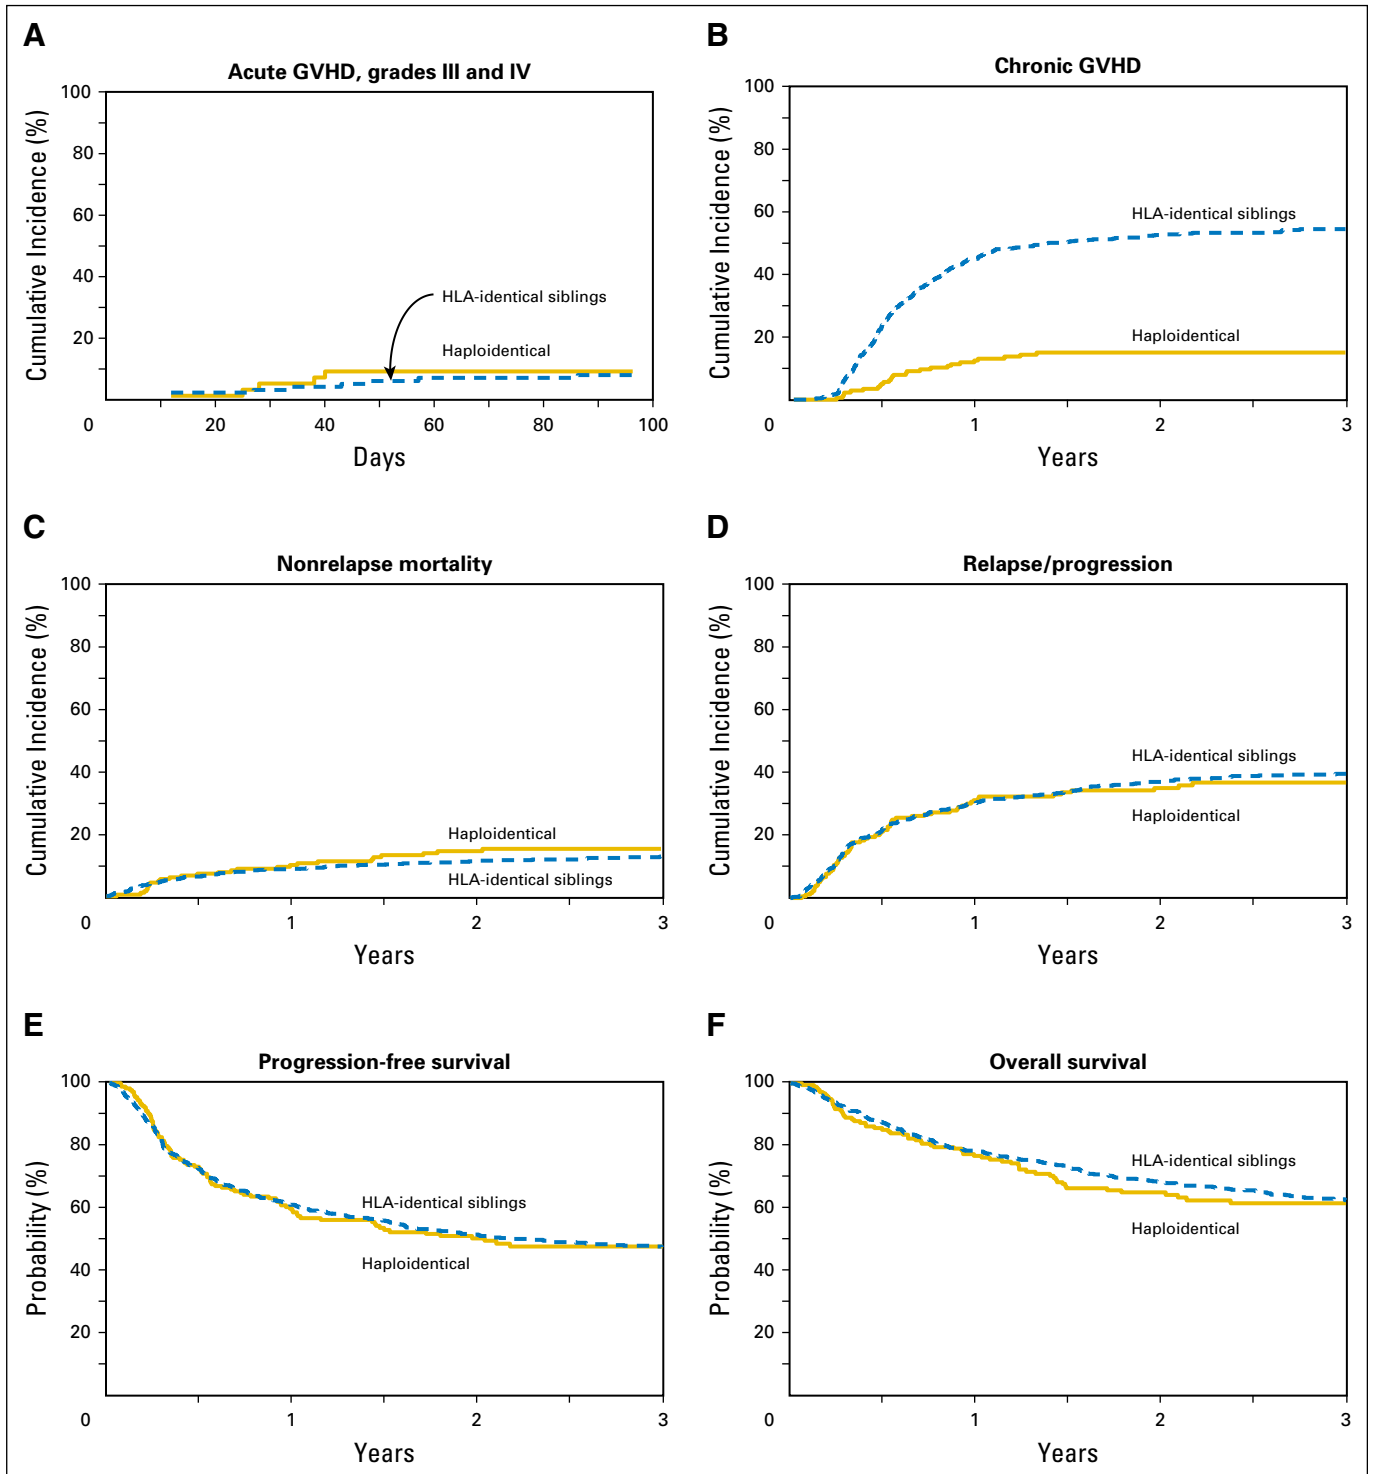 A
Acute GVHD, grades III and IV
Cumulative Incidence (%)
100
80
60
40
20
0
20
40
60
80
100
Days
HLA-identical siblings
Haploidentical
B
Chronic GVHD
Cumulative Incidence (%)
100
80
60
40
20
0
1
2
3
Years
HLA-identical siblings
Haploidentical
C
Nonrelapse mortality
Cumulative Incidence (%)
100
80
60
40
20
0
1
2
3
Years
Haploidentical
HLA-identical siblings
D
Relapse/progression
Cumulative Incidence (%)
100
80
60
40
20
0
1
2
3
Years
HLA-identical siblings
Haploidentical
E
Progression-free survival
Probability (%)
100
80
60
40
20
0
1
2
3
Years
HLA-identical siblings
Haploidentical
F
Overall survival
Probability (%)
100
80
60
40
20
0
1
2
3
Years
HLA-identical siblings
Haploidentical